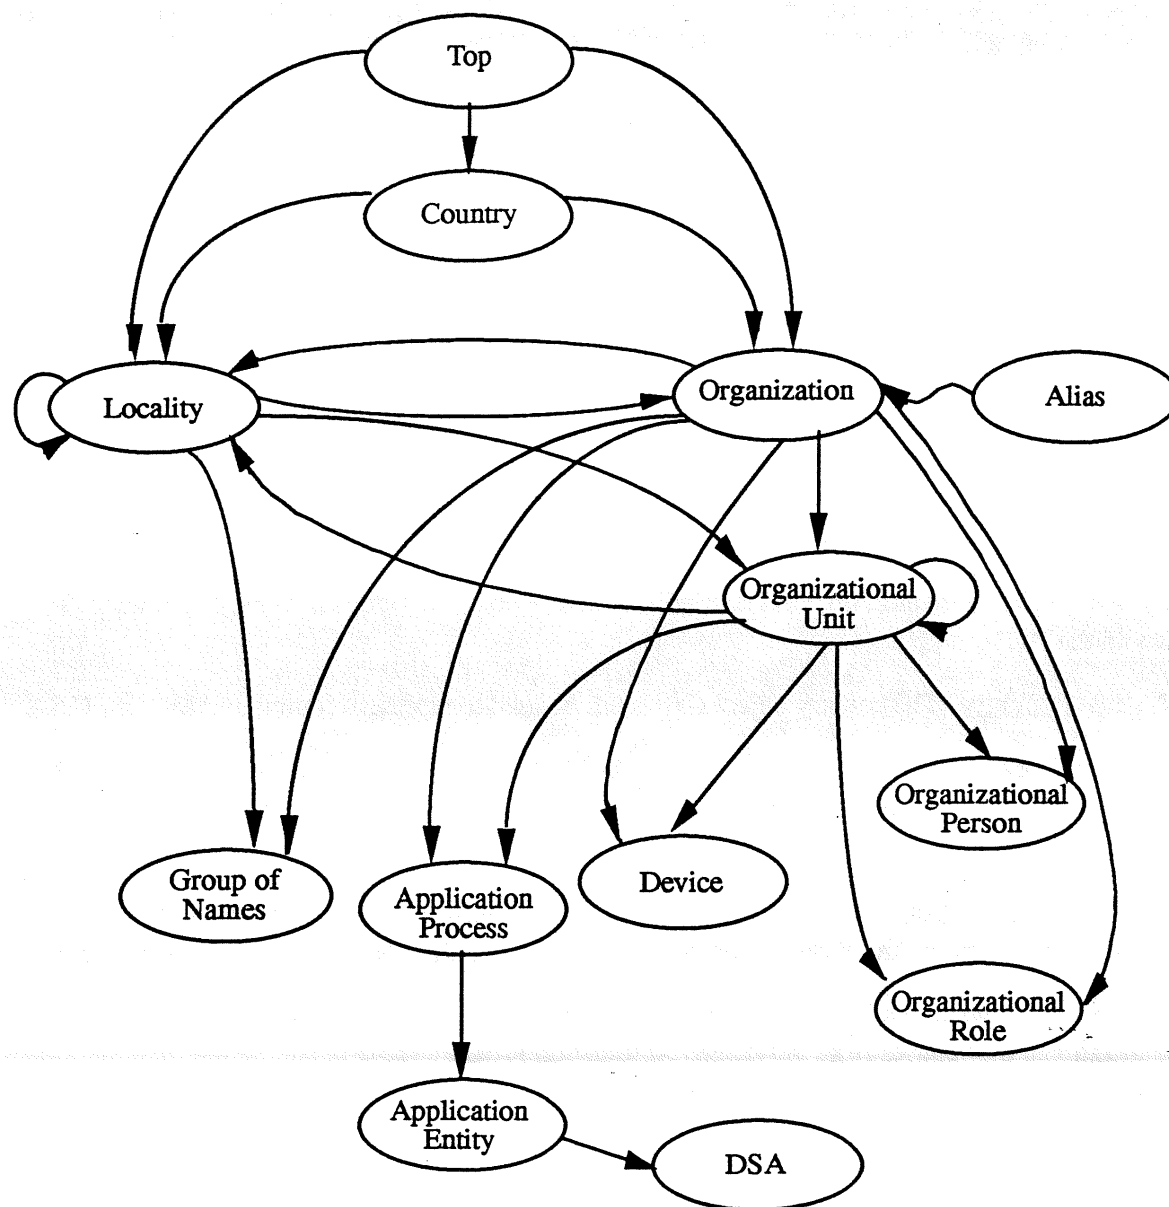 Top
Country
Locality
Organization
Alias
Organizational
Unit
Organizational
Person
Group of
Names
Application
Process
Device
Organizational
Role
Application
Entity
DSA